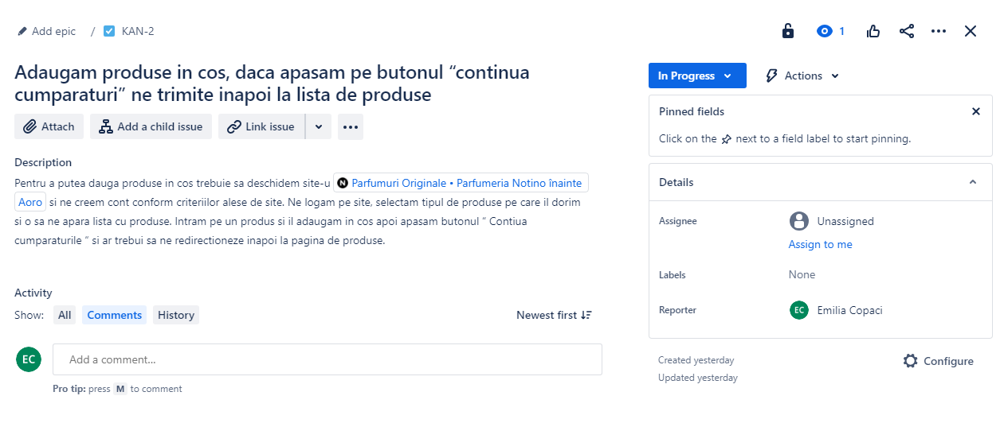 Add epic / KAN-2
1
Adaugam produse in cos, daca apasam pe butonul “continua
cumparaturi” ne trimite inapoi la lista de produse
Attach Add a child issue Link issue
Description
Pentru a putea dauga produse in cos trebuie sa deschidem site-u N Parfumuri Originale • Parfumeria Notino înainte
Aoro si ne creem cont conform criteriilor alese de site. Ne logam pe site, selectam tipul de produse pe care il dorim
si o sa ne apara lista cu produse. Intram pe un produs si il adaugam in cos apoi apasam butonul “ Contiua
cumparaturile “ si ar trebui sa ne redirectioneze inapoi la pagina de produse.
Activity
Show: All Comments History Newest first
EC Add a comment…
Pro tip: press M to comment
In Progress Actions
Pinned fields
Click on the next to a field label to start pinning.
Details
Assignee Unassigned
Assign to me
Labels None
Reporter EC Emilia Copaci
Created yesterday Configure
Updated yesterday